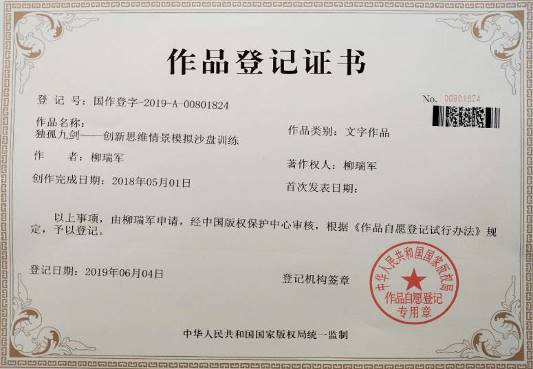 作品登记证书
登 记 号：国作登字-2019-A-00801824
No. 00801824
作品名称：
独孤九剑——创新思维情景模拟沙盘训练
作品类别：文字作品
作 者：柳瑞军
著作权人：柳瑞军
创作完成日期：2018年05月01日
首次发表日期：
以上事项，由柳瑞军申请，经中国版权保护中心审核，根据《作品自愿登记试行办法》规
定，予以登记。
登记日期：2019年06月04日
登记机构签章
中华人民共和国国家版权局
作品自愿登记
专用章
中华人民共和国国家版权局统一监制